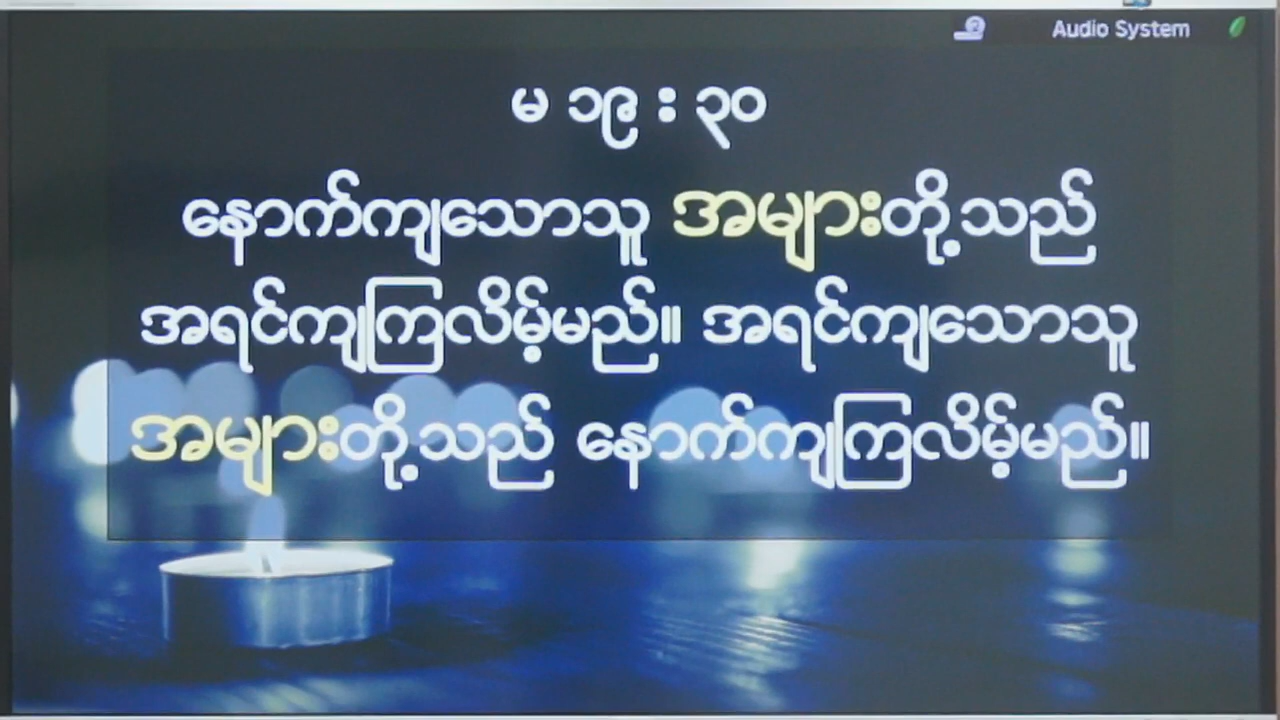 Audio System
မ ၁၉ : ၃၀
နောက်ကျသောသူ အများတို့သည်
အရင်ကျကြလိမ့်မည်။ အရင်ကျသောသူ
အများတို့သည် နောက်ကျကြလိမ့်မည်။